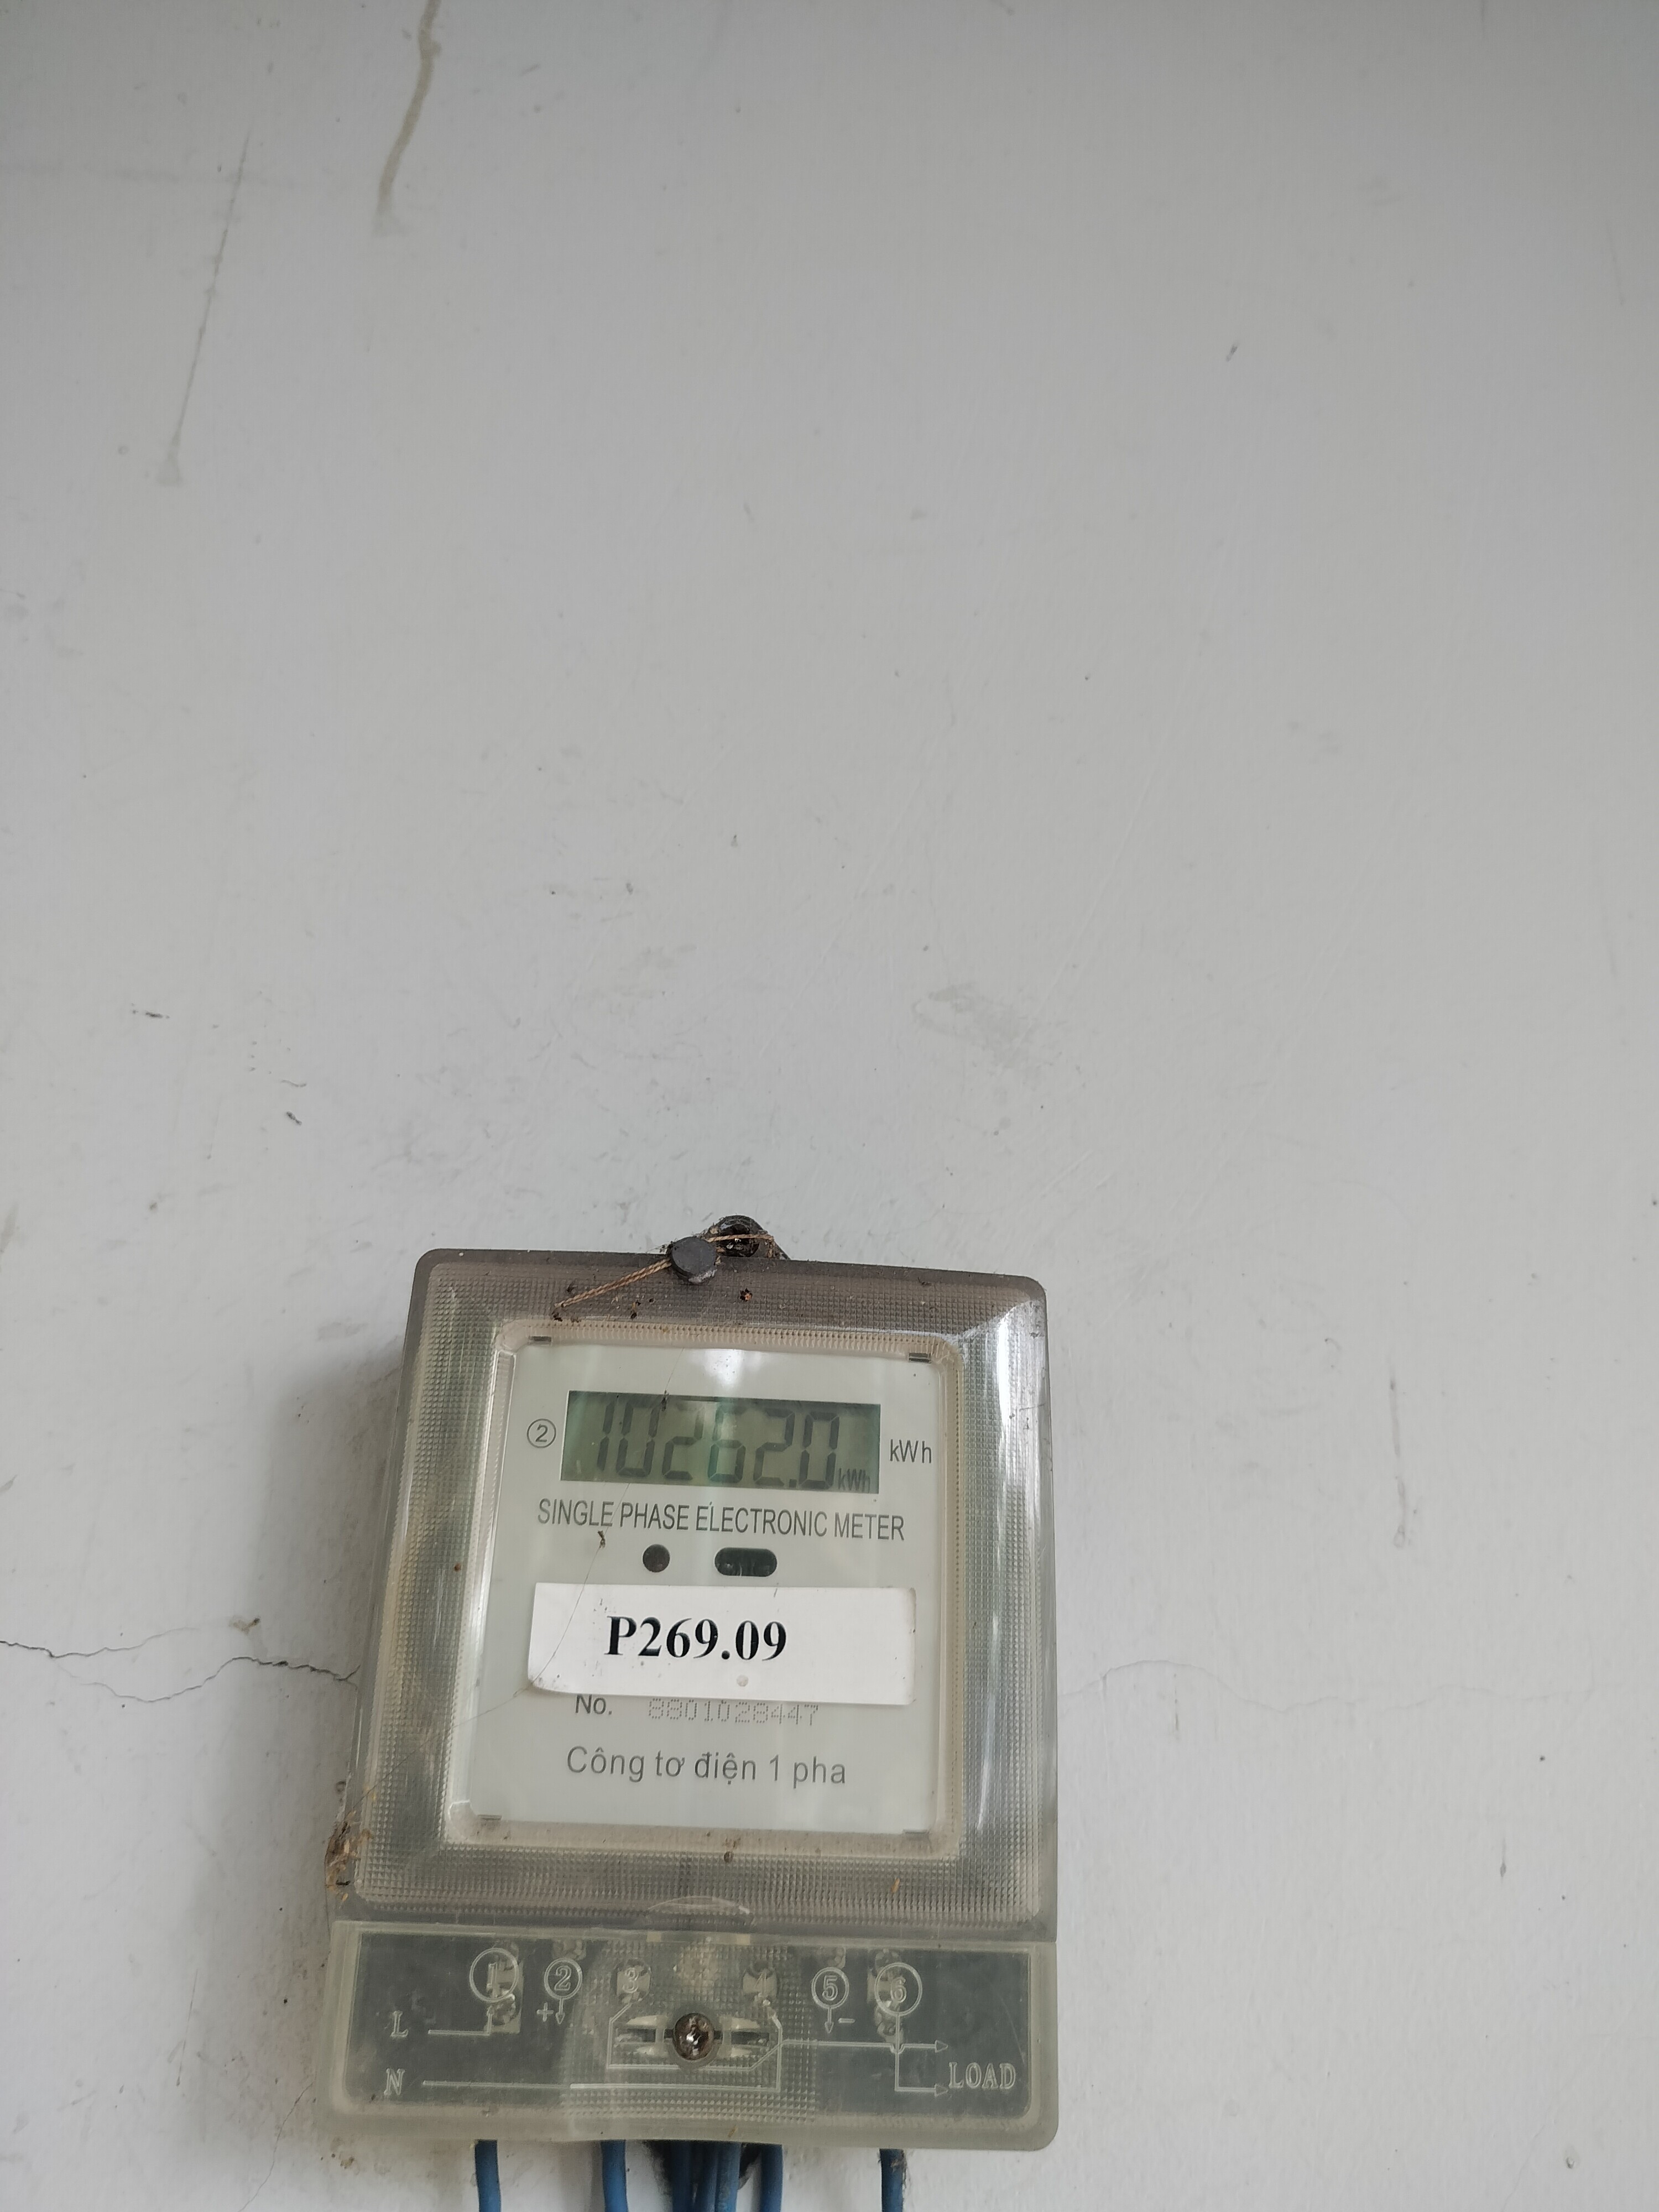 ② 10262.0 kWh kWh
SINGLE PHASE ELECTRONIC METER
P269.09
No. 8801028447
Công tơ điện 1 pha
1 2 3 4 5 6
+ -
L
N LOAD